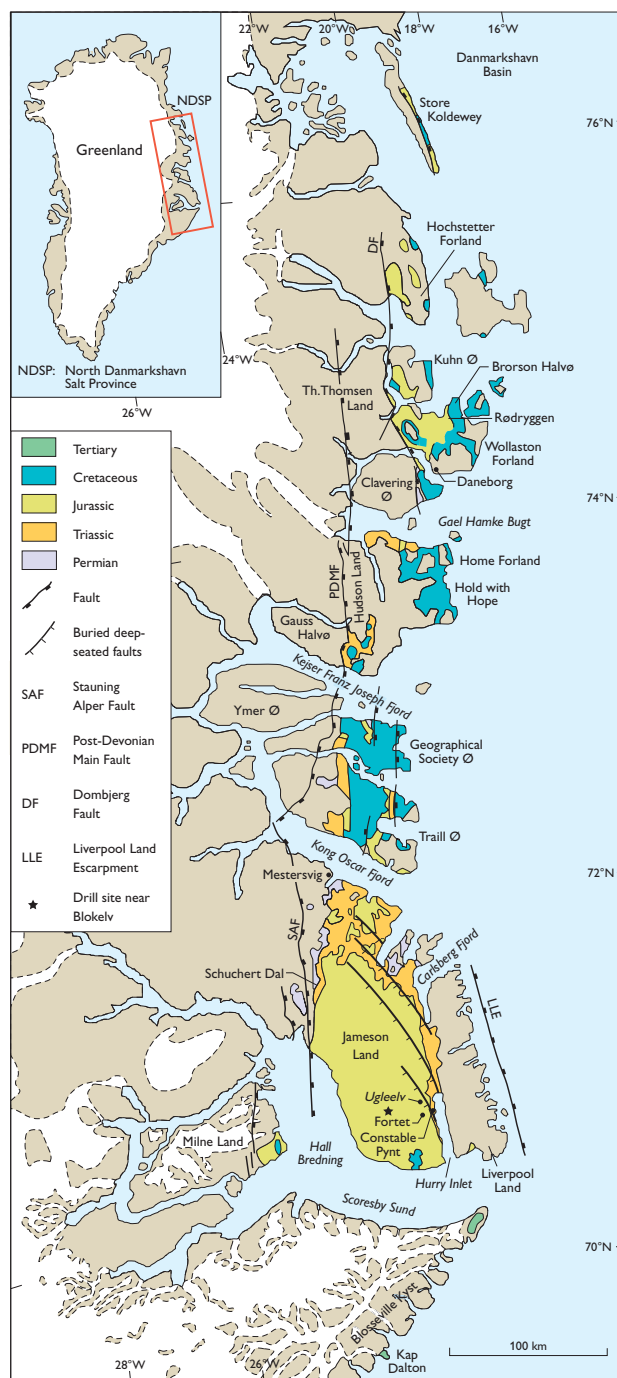 22°W
20°W
18°W
16°W
Danmarkshavn
Basin
NDSP
Greenland
Store
Koldewey
76°N
DF
Hochstetter
Forland
NDSP: North Danmarkshavn
Salt Province
24°W
26°W
Kuhn Ø
Brorson Halvø
Th. Thomsen
Land
Rødryggen
Wollaston
Forland
Clavering
Ø
Daneborg
74°N
Gael Hamke Bugt
Tertiary
Cretaceous
Jurassic
Triassic
Permian
Fault
Buried deep-
seated faults
SAF
Stauning
Alper Fault
PDMF
Post-Devonian
Main Fault
DF
Dombjerg
Fault
LLE
Liverpool Land
Escarpment
Drill site near
Blokelv
PDMF
Hudson Land
Home Forland
Hold with
Hope
Gauss
Halvø
Kejser Franz Joseph Fjord
Ymer Ø
Geographical
Society Ø
Traill Ø
Kong Oscar Fjord
72°N
Mestersvig
SAF
Carlsberg Fjord
Schuchert Dal
LLE
Jameson
Land
Ugleelv
Fortet
Constable
Pynt
Milne Land
Hall
Bredning
Hurry Inlet
Liverpool
Land
Scoresby Sund
70°N
Blosseville Kyst
Kap
Dalton
100 km
28°W
26°W